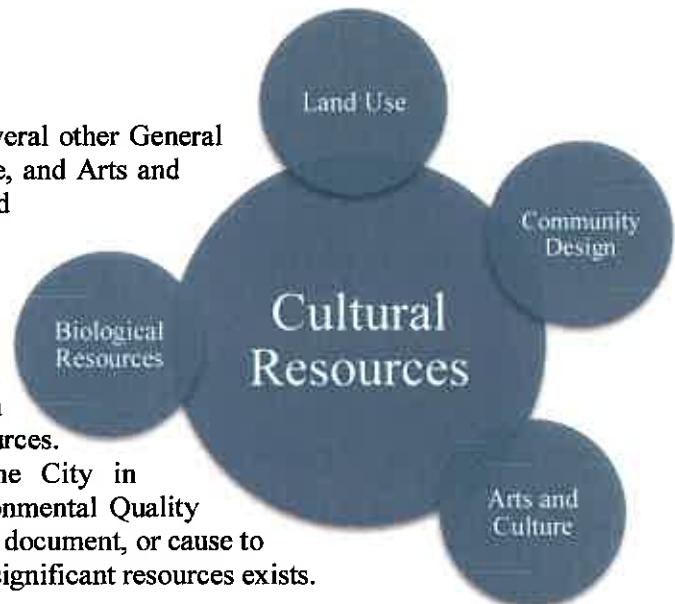 Land Use
veral other General
e, and Arts and
d
Community
Design
Biological
Resources
Cultural
Resources
urces.
he City in
onmental Quality
document, or cause to
significant resources exists.
Arts and
Culture